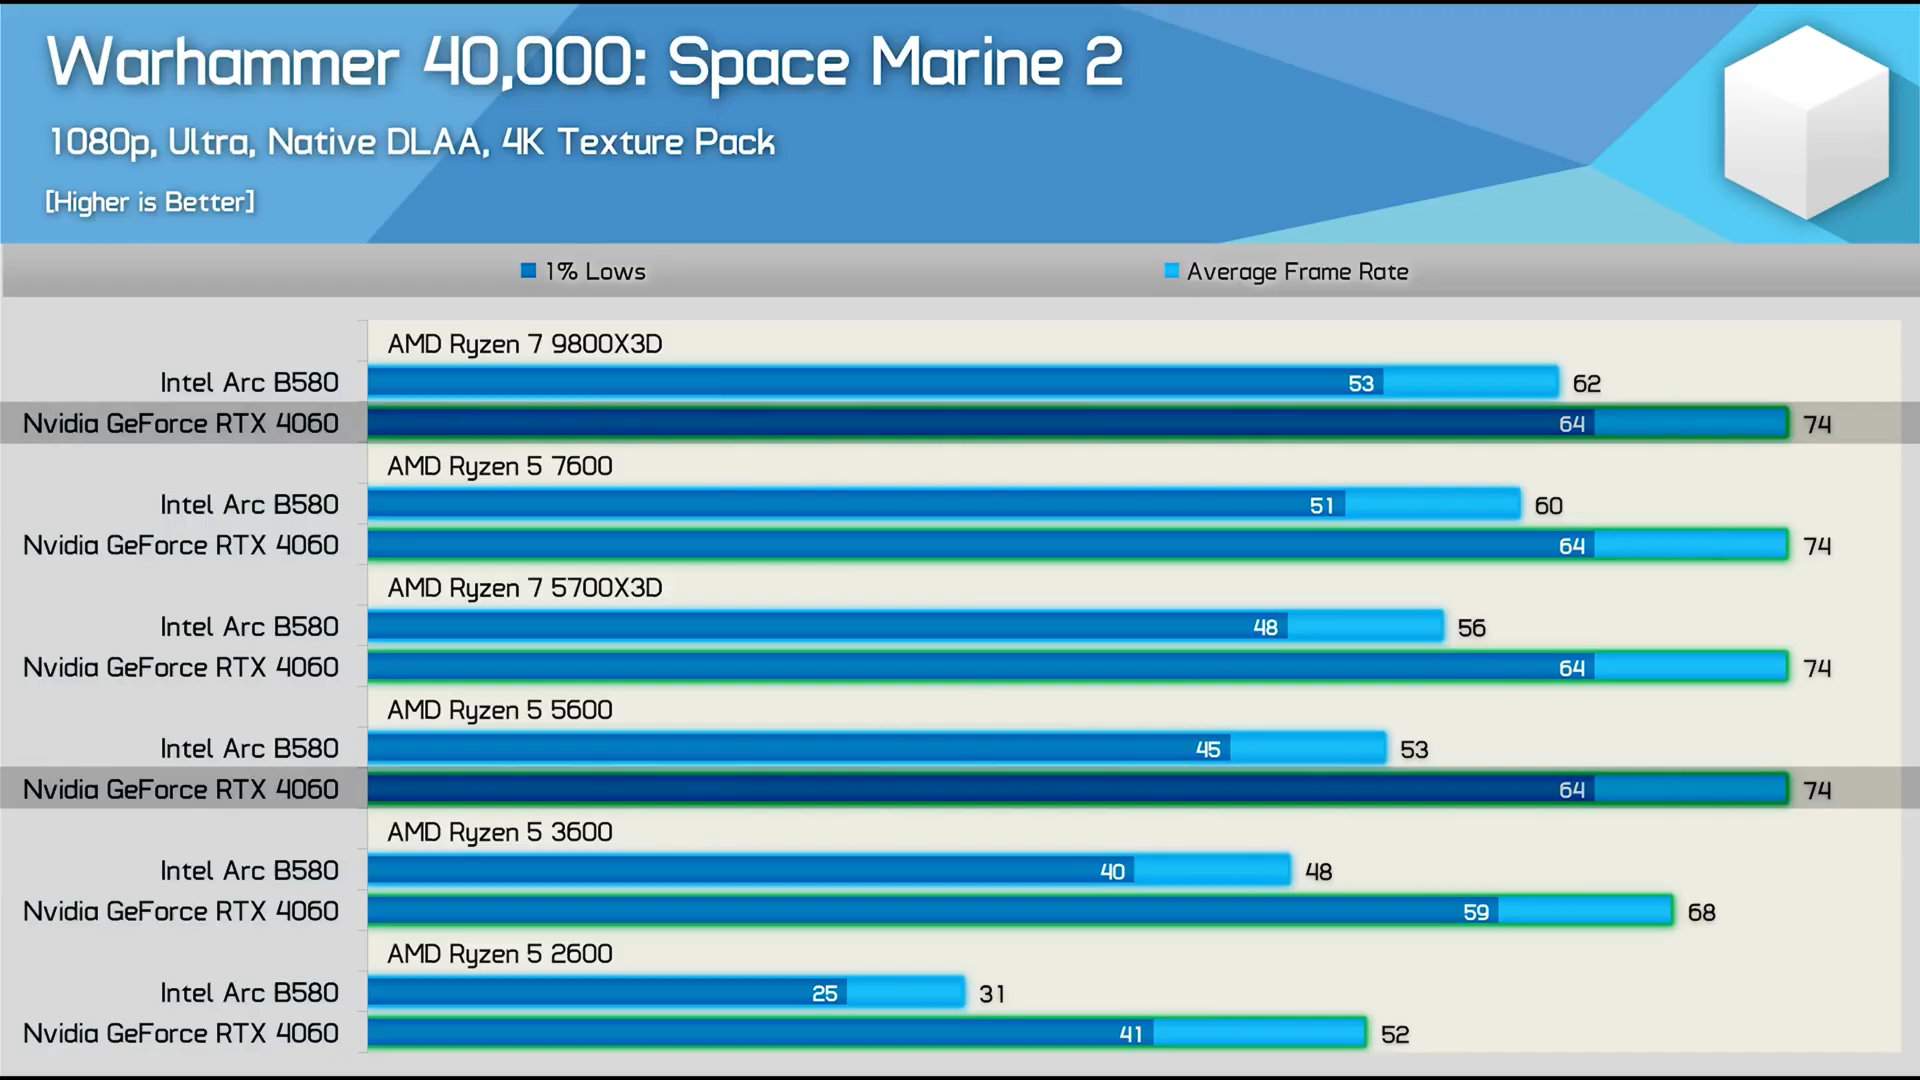 Warhammer 40,000: Space Marine 2
1080p, Ultra, Native DLAA, 4K Texture Pack
[Higher is Better]
1% Lows
Average Frame Rate
AMD Ryzen 7 9800X3D
Intel Arc B580 53 62
Nvidia GeForce RTX 4060 64 74
AMD Ryzen 5 7600
Intel Arc B580 51 60
Nvidia GeForce RTX 4060 64 74
AMD Ryzen 7 5700X3D
Intel Arc B580 48 56
Nvidia GeForce RTX 4060 64 74
AMD Ryzen 5 5600
Intel Arc B580 45 53
Nvidia GeForce RTX 4060 64 74
AMD Ryzen 5 3600
Intel Arc B580 40 48
Nvidia GeForce RTX 4060 59 68
AMD Ryzen 5 2600
Intel Arc B580 25 31
Nvidia GeForce RTX 4060 41 52